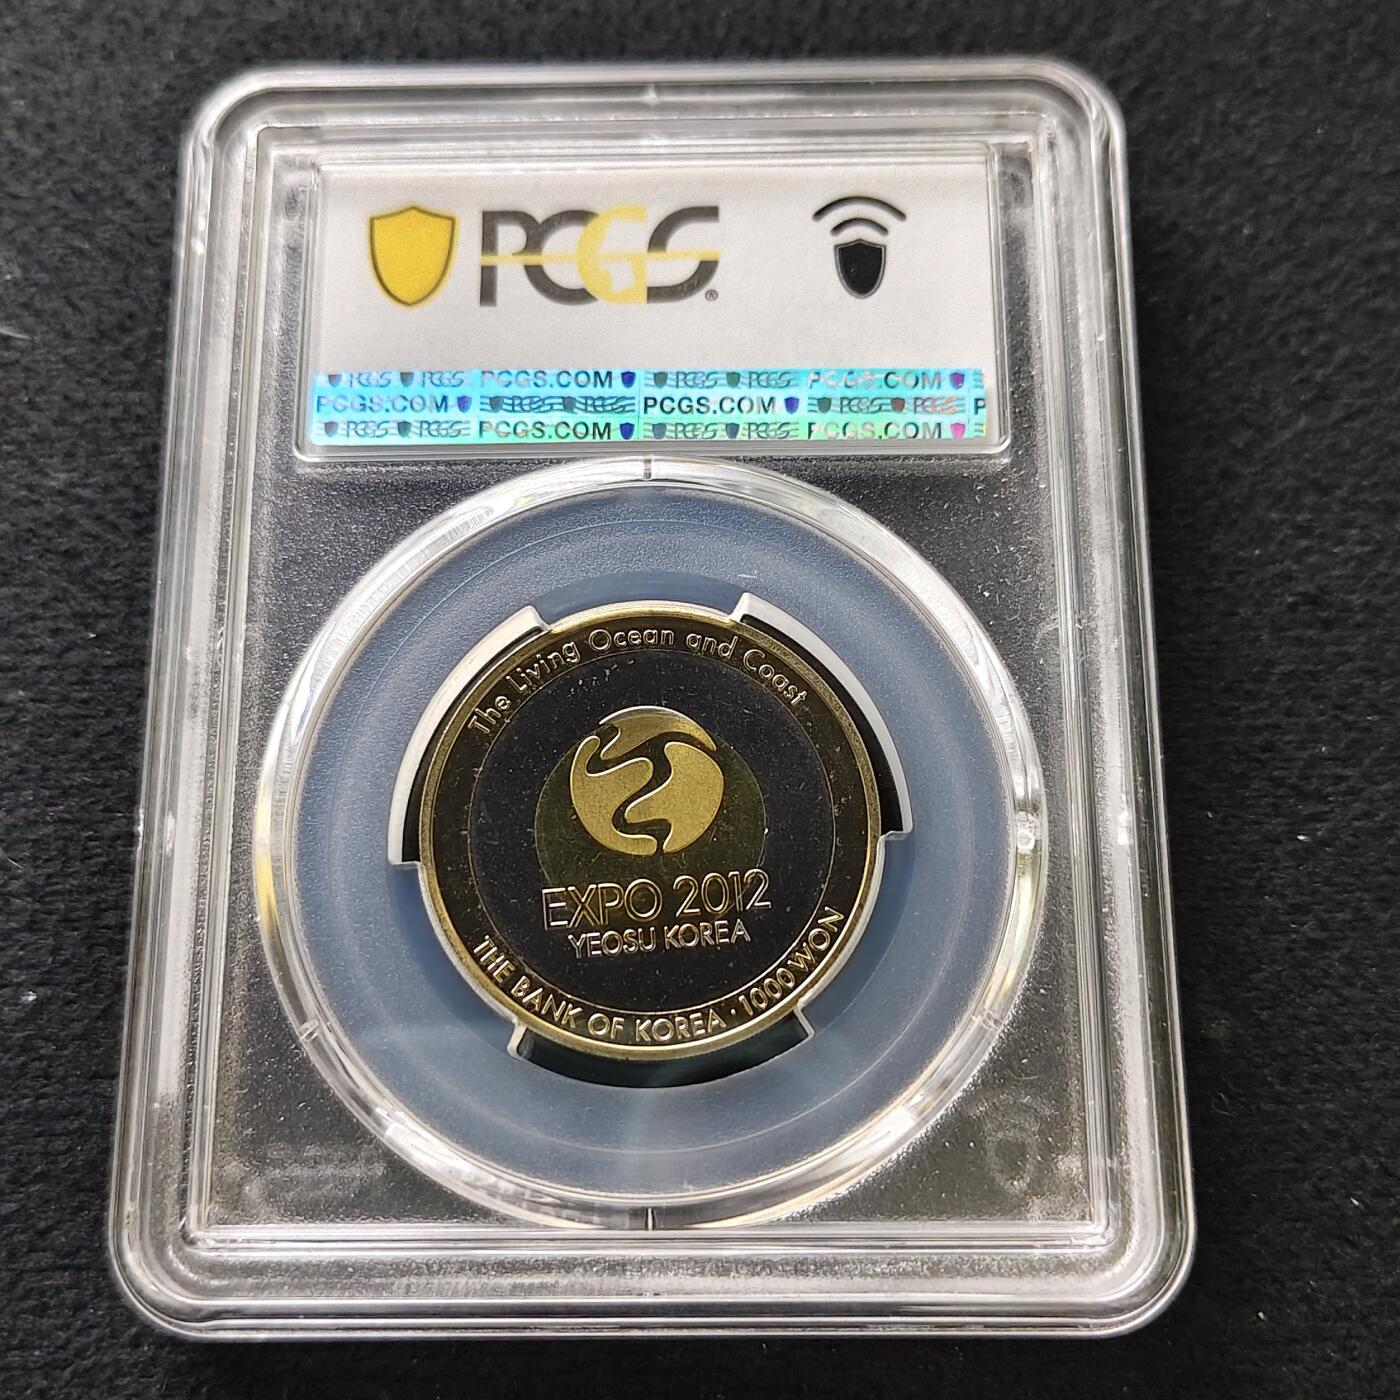 PCGS®
PCGS PCGS PCGS.COM PCGS PCGS PCGS.COM
PCGS.COM PCGS PCGS PCGS.COM PCGS PCGS P
PCGS PCGS PCGS.COM PCGS PCGS PCGS.COM
The Living Ocean and Coast
EXPO 2012
YEOSU KOREA
THE BANK OF KOREA · 1000 WON